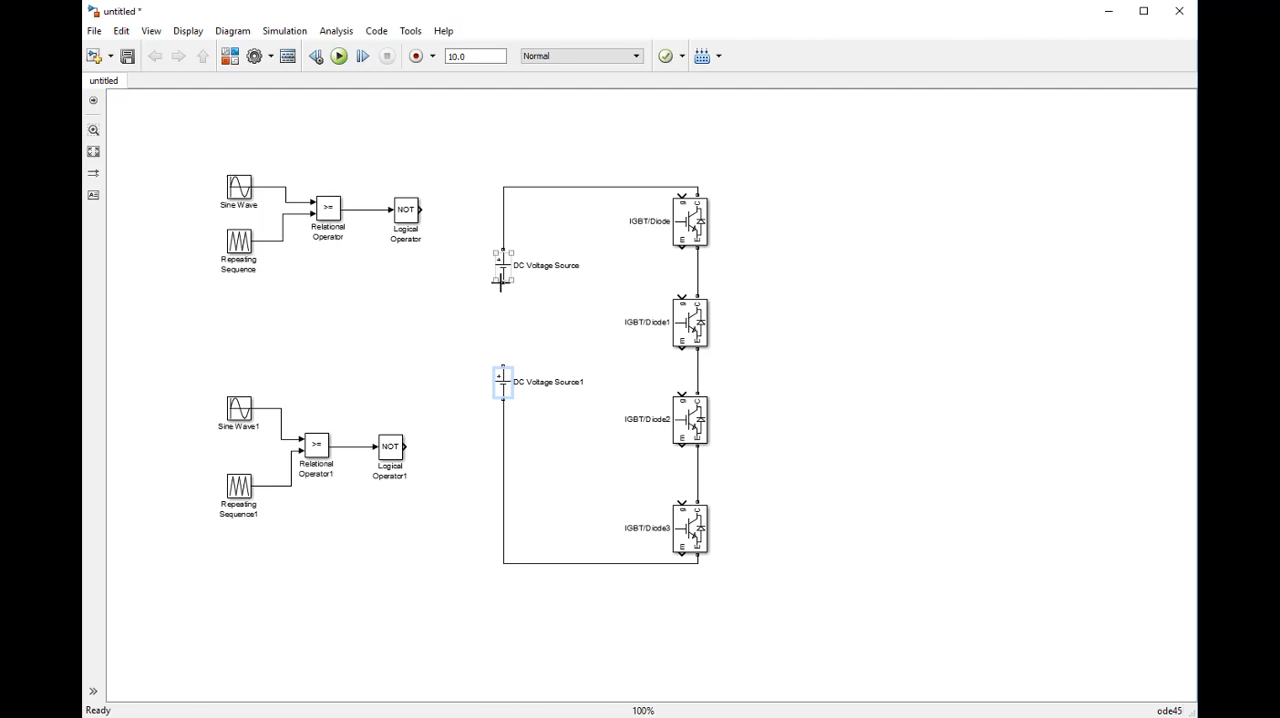 untitled *
File Edit View Display Diagram Simulation Analysis Code Tools Help
10.0 Normal
untitled
Sine Wave
>=
Relational
Operator
NOT
Logical
Operator
Repeating
Sequence
DC Voltage Source
+
IGBT/Diode
g C
m E
IGBT/Diode1
g C
m E
DC Voltage Source1
+
IGBT/Diode2
g C
m E
Sine Wave1
>=
Relational
Operator1
NOT
Logical
Operator1
Repeating
Sequence1
IGBT/Diode3
g C
m E
Ready 100% ode45